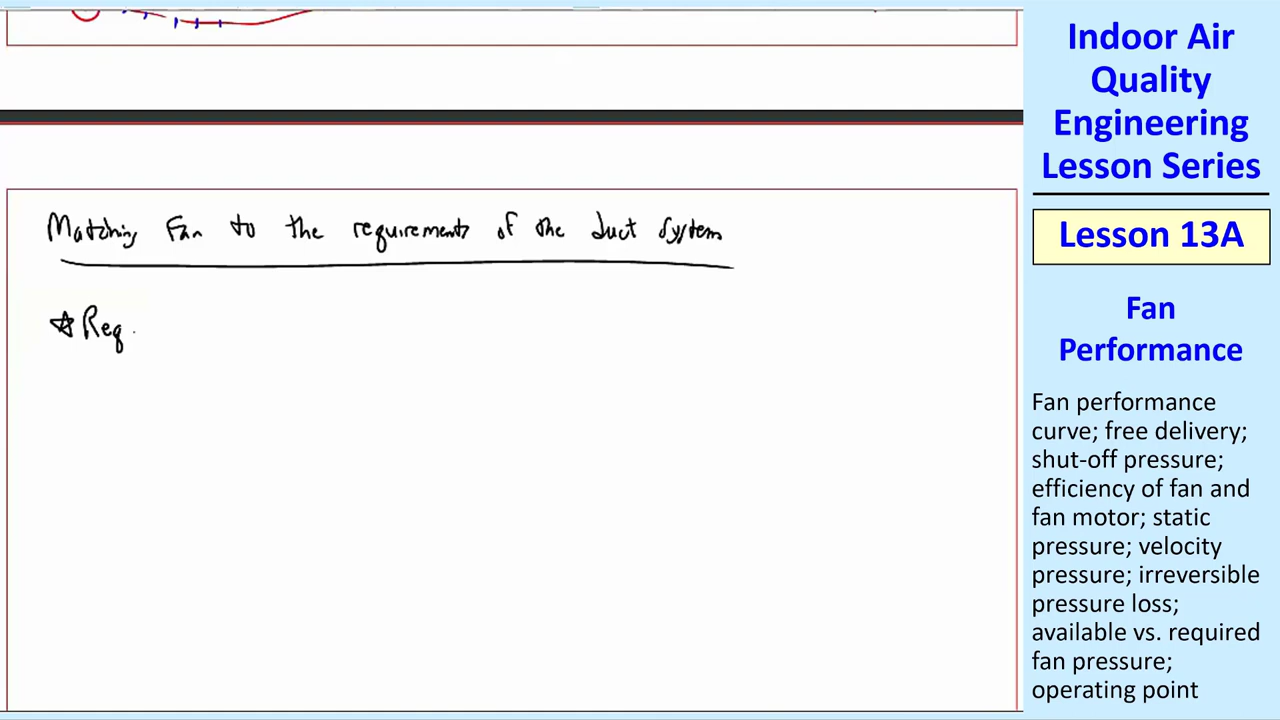 Matching Fan to the requirements of the duct system
☆ Req.
Indoor Air
Quality
Engineering
Lesson Series
Lesson 13A
Fan
Performance
Fan performance
curve; free delivery;
shut-off pressure;
efficiency of fan and
fan motor; static
pressure; velocity
pressure; irreversible
pressure loss;
available vs. required
fan pressure;
operating point